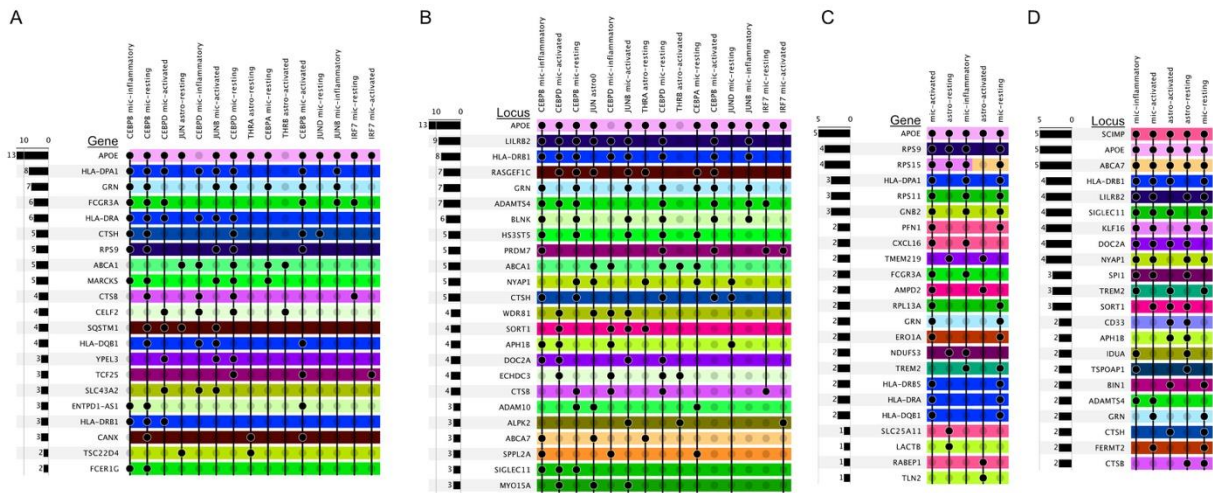 A
CEBPB mic-inflammatory
CEBPB mic-resting
CEBPD mic-activated
JUN astro-resting
CEBPD mic-inflammatory
JUNB mic-activated
CEBPD mic-resting
THRA astro-resting
CEBPA mic-resting
THRB astro-activated
CEBPB mic-activated
JUND mic-resting
JUNB mic-inflammatory
IRF7 mic-resting
IRF7 mic-activated
10 0 Gene
13 APOE
8 HLA-DPA1
7 GRN
6 FCGR3A
6 HLA-DRA
5 CTSH
5 RPS9
5 ABCA1
5 MARCKS
4 CTSB
4 CELF2
4 SQSTM1
4 HLA-DQB1
3 YPEL3
3 TCF25
3 SLC43A2
3 ENTPD1-AS1
3 HLA-DRB1
3 CANX
2 TSC22D4
2 FCER1G
B
CEBPB mic-inflammatory
CEBPD mic-activated
CEBPB mic-resting
JUN astro0
CEBPD mic-inflammatory
JUNB mic-activated
THRA astro-resting
CEBPD mic-resting
THRB astro-activated
CEBPA mic-resting
CEBPB mic-activated
JUND mic-resting
JUNB mic-inflammatory
IRF7 mic-resting
IRF7 mic-activated
10 0 Locus
13 APOE
9 LILRB2
8 HLA-DRB1
7 RASGEF1C
7 GRN
7 ADAMTS4
6 BLNK
5 HS3ST5
5 PRDM7
5 ABCA1
5 NYAP1
5 CTSH
4 WDR81
4 SORT1
4 APH1B
4 DOC2A
4 ECHDC3
4 CTSB
3 ADAM10
3 ALPK2
3 ABCA7
3 SPPL2A
3 SIGLEC11
3 MYO15A
C
mic-activated
astro-resting
mic-inflammatory
astro-activated
mic-resting
5 0 Gene
5 APOE
4 RPS9
4 RPS15
3 HLA-DPA1
3 RPS11
3 GNB2
2 PFN1
2 CXCL16
2 TMEM219
2 FCGR3A
2 AMPD2
2 RPL13A
2 GRN
2 ERO1A
2 NDUFS3
2 TREM2
2 HLA-DRB5
2 HLA-DRA
2 HLA-DQB1
1 SLC25A11
1 LACTB
1 RABEP1
1 TLN2
D
mic-inflammatory
mic-activated
astro-activated
astro-resting
mic-resting
5 0 Locus
5 SCIMP
5 APOE
5 ABCA7
4 HLA-DRB1
4 LILRB2
4 SIGLEC11
4 KLF16
4 DOC2A
4 NYAP1
3 SPI1
3 TREM2
3 SORT1
2 CD33
2 APH1B
2 IDUA
2 TSPOAP1
2 BIN1
2 ADAMTS4
2 GRN
2 CTSH
2 FERMT2
2 CTSB